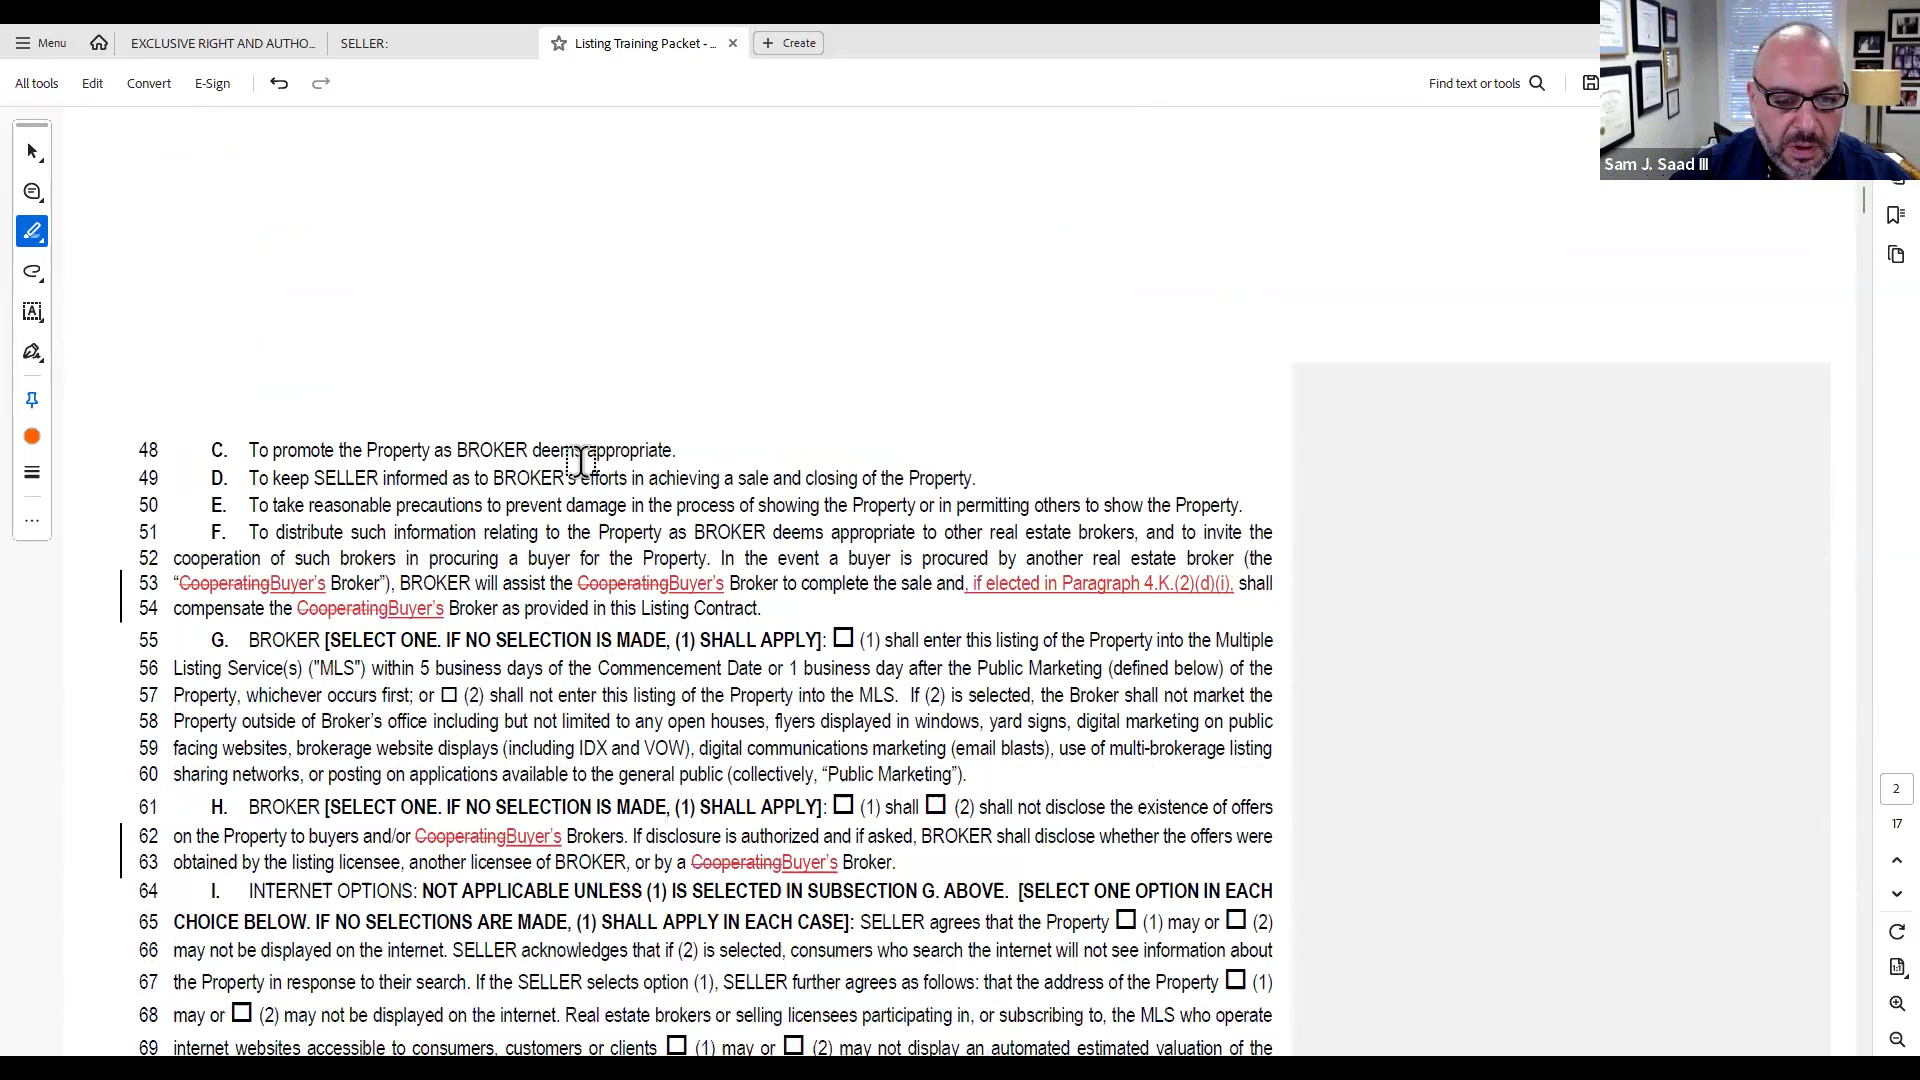 Menu
EXCLUSIVE RIGHT AND AUTHO...
SELLER:
Listing Training Packet - ...
Create
All tools
Edit
Convert
E-Sign
Find text or tools
Sam J. Saad III
48 C. To promote the Property as BROKER deems appropriate.
49 D. To keep SELLER informed as to BROKER's efforts in achieving a sale and closing of the Property.
50 E. To take reasonable precautions to prevent damage in the process of showing the Property or in permitting others to show the Property.
51 F. To distribute such information relating to the Property as BROKER deems appropriate to other real estate brokers, and to invite the
52 cooperation of such brokers in procuring a buyer for the Property. In the event a buyer is procured by another real estate broker (the
53 “CooperatingBuyer’s Broker”), BROKER will assist the CooperatingBuyer’s Broker to complete the sale and, if elected in Paragraph 4.K.(2)(d)(i), shall
54 compensate the CooperatingBuyer’s Broker as provided in this Listing Contract.
55 G. BROKER [SELECT ONE. IF NO SELECTION IS MADE, (1) SHALL APPLY]: ☐ (1) shall enter this listing of the Property into the Multiple
56 Listing Service(s) ("MLS") within 5 business days of the Commencement Date or 1 business day after the Public Marketing (defined below) of the
57 Property, whichever occurs first; or ☐ (2) shall not enter this listing of the Property into the MLS. If (2) is selected, the Broker shall not market the
58 Property outside of Broker’s office including but not limited to any open houses, flyers displayed in windows, yard signs, digital marketing on public
59 facing websites, brokerage website displays (including IDX and VOW), digital communications marketing (email blasts), use of multi-brokerage listing
60 sharing networks, or posting on applications available to the general public (collectively, “Public Marketing”).
61 H. BROKER [SELECT ONE. IF NO SELECTION IS MADE, (1) SHALL APPLY]: ☐ (1) shall ☐ (2) shall not disclose the existence of offers
62 on the Property to buyers and/or CooperatingBuyer’s Brokers. If disclosure is authorized and if asked, BROKER shall disclose whether the offers were
63 obtained by the listing licensee, another licensee of BROKER, or by a CooperatingBuyer’s Broker.
64 I. INTERNET OPTIONS: NOT APPLICABLE UNLESS (1) IS SELECTED IN SUBSECTION G. ABOVE. [SELECT ONE OPTION IN EACH
65 CHOICE BELOW. IF NO SELECTIONS ARE MADE, (1) SHALL APPLY IN EACH CASE]: SELLER agrees that the Property ☐ (1) may or ☐ (2)
66 may not be displayed on the internet. SELLER acknowledges that if (2) is selected, consumers who search the internet will not see information about
67 the Property in response to their search. If the SELLER selects option (1), SELLER further agrees as follows: that the address of the Property ☐ (1)
68 may or ☐ (2) may not be displayed on the internet. Real estate brokers or selling licensees participating in, or subscribing to, the MLS who operate
69 internet websites accessible to consumers, customers or clients ☐ (1) may or ☐ (2) may not display an automated estimated valuation of the
2
17